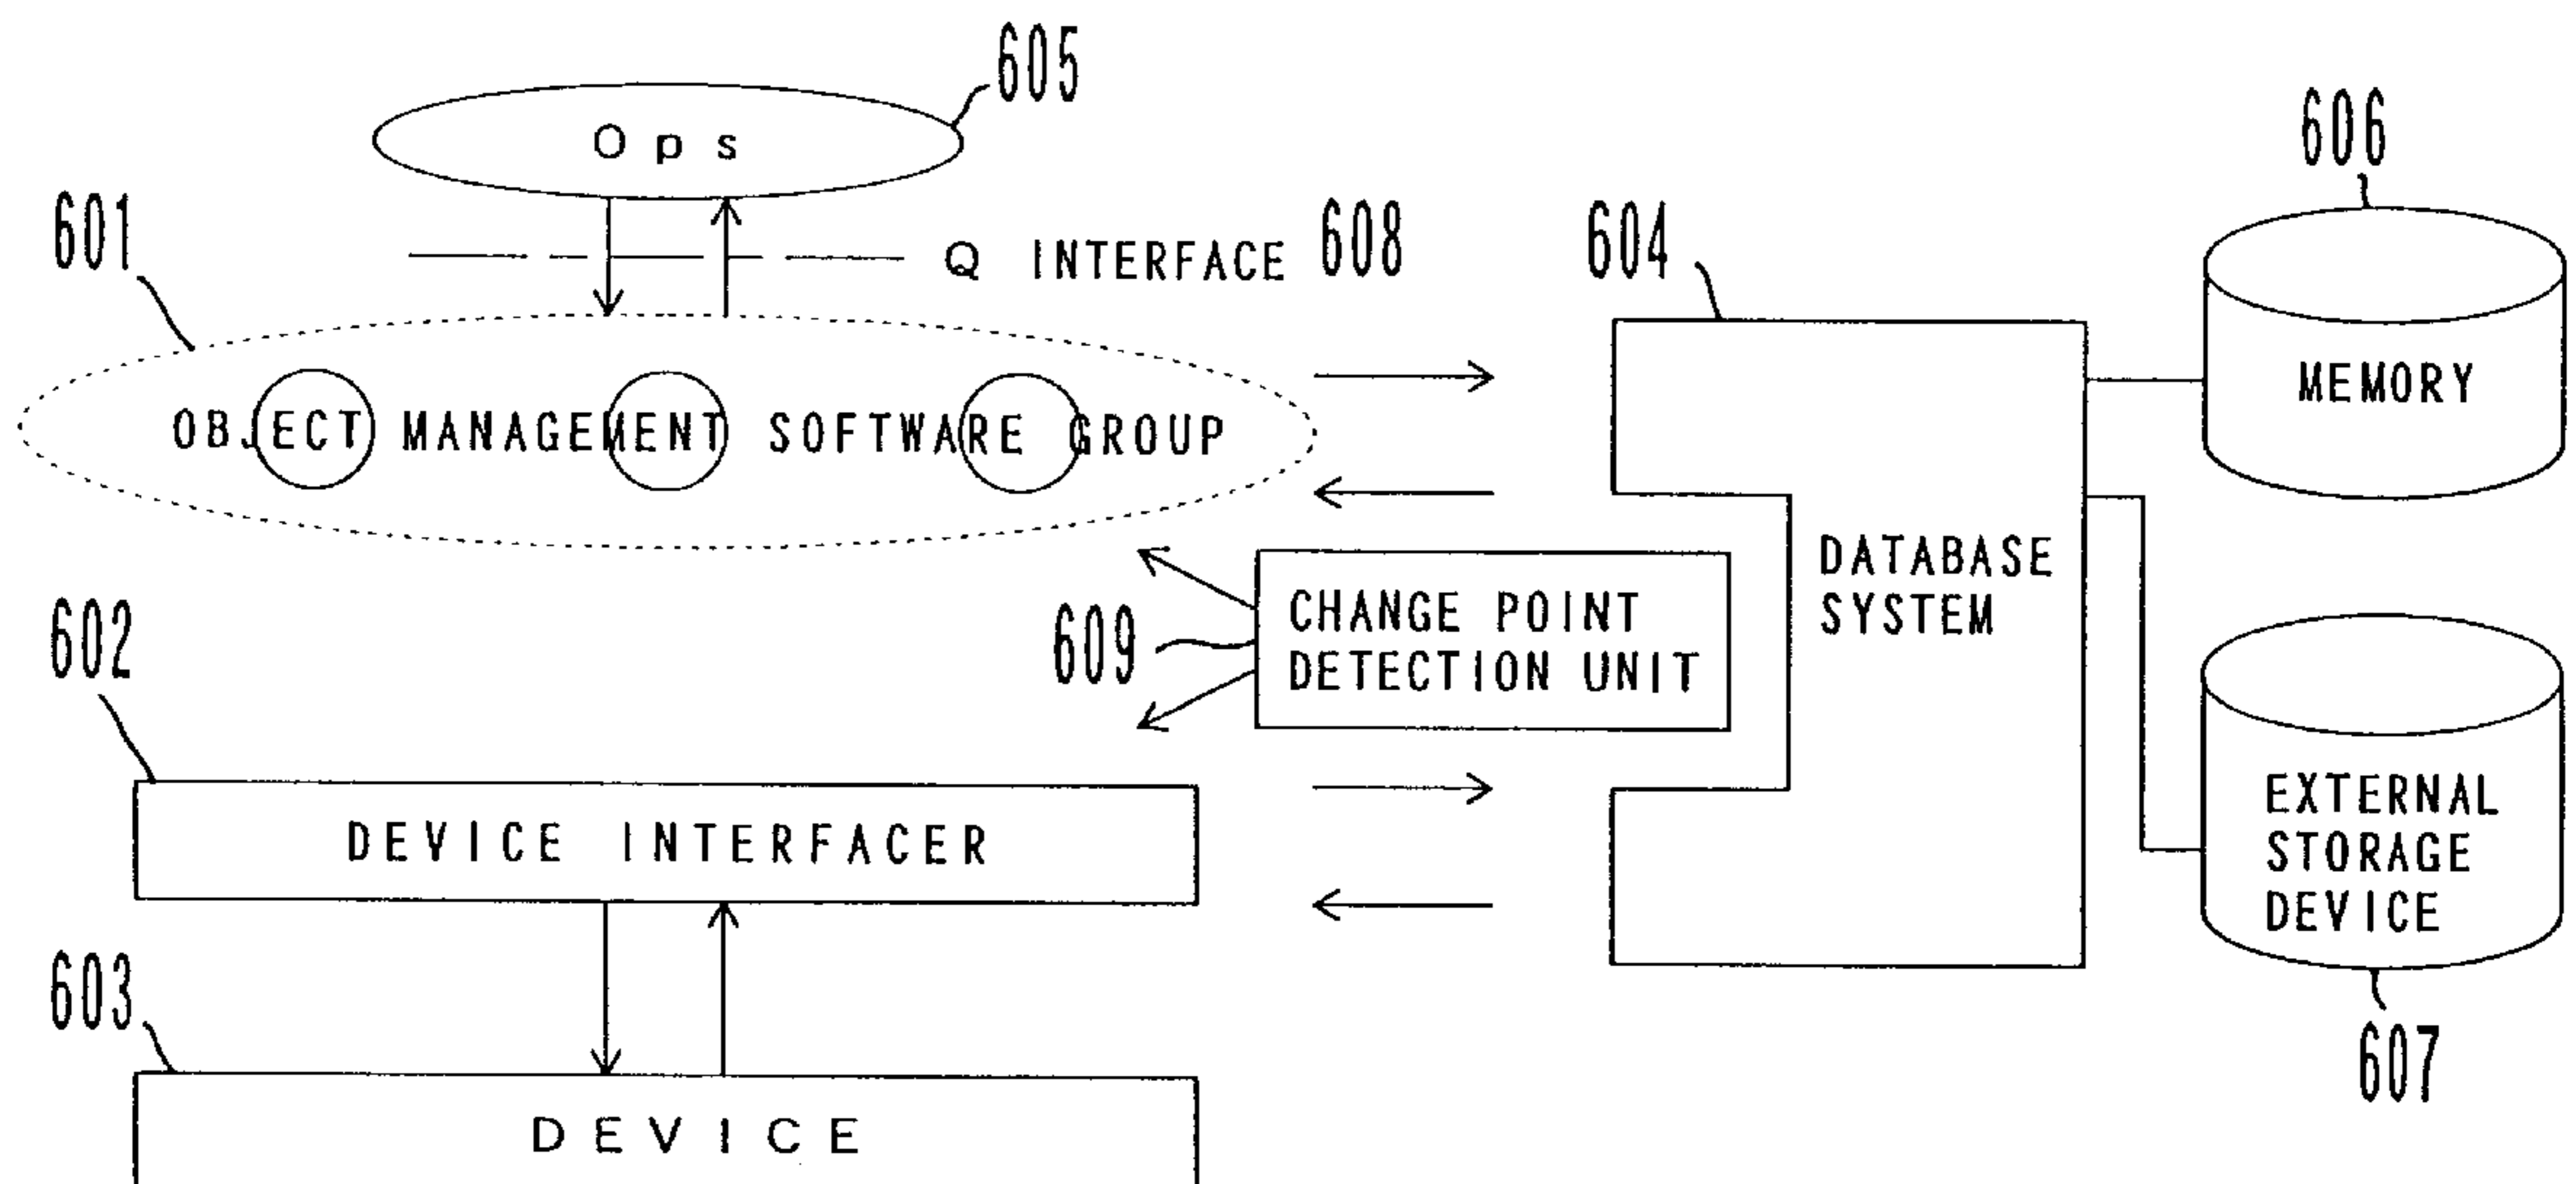 605
Ops
606
601
Q INTERFACE 608
604
MEMORY
OBJECT MANAGEMENT SOFTWARE GROUP
DATABASE
SYSTEM
CHANGE POINT
DETECTION UNIT
609
602
EXTERNAL
STORAGE
DEVICE
DEVICE INTERFACER
603
607
DEVICE